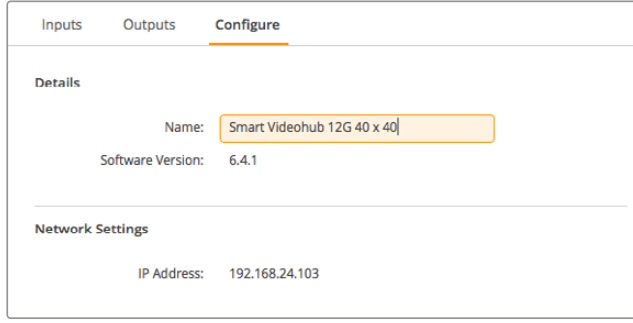 Inputs Outputs Configure
Details
Name: Smart Videohub 12G 40 x 40
Software Version: 6.4.1
Network Settings
IP Address: 192.168.24.103